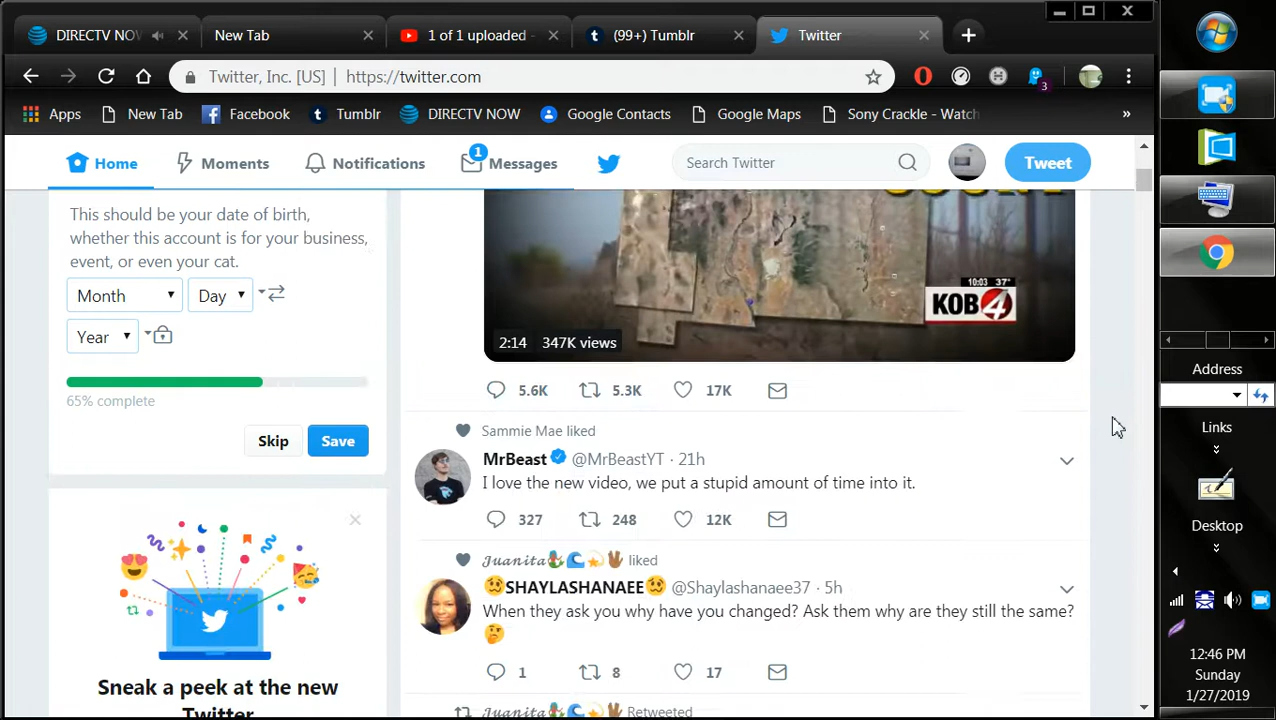 DIRECTV NOW
New Tab
1 of 1 uploaded -
(99+) Tumblr
Twitter
Twitter, Inc. [US]
https://twitter.com
3
Apps
New Tab
Facebook
Tumblr
DIRECTV NOW
Google Contacts
Google Maps
Sony Crackle - Watch
»
Home
Moments
Notifications
1
Messages
Search Twitter
Tweet
This should be your date of birth,
whether this account is for your business,
event, or even your cat.
Month
Day
Year
65% complete
Skip
Save
Sneak a peek at the new
Twitter
10:03 37°
KOB 4
2:14
347K views
5.6K
5.3K
17K
Sammie Mae liked
MrBeast @MrBeastYT · 21h
I love the new video, we put a stupid amount of time into it.
327
248
12K
𝓙𝓾𝓪𝓷𝓲𝓽𝓪🧜‍♀️🌊💫🖖🏾 liked
🥴SHAYLASHANAEE🥴 @Shaylashanaee37 · 5h
When they ask you why have you changed? Ask them why are they still the same?
🤔
1
8
17
𝓙𝓾𝓪𝓷𝓲𝓽𝓪🧜‍♀️🌊💫🖖🏾 Retweeted
Address
Links
Desktop
12:46 PM
Sunday
1/27/2019